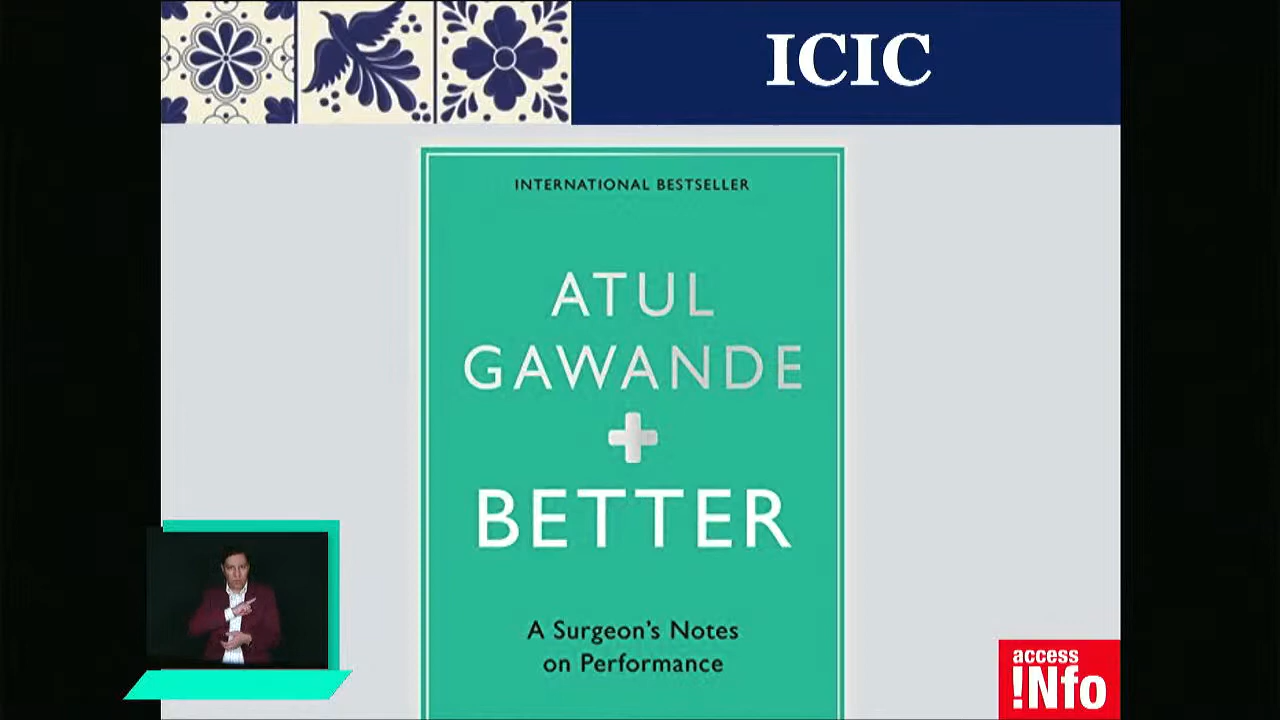 ICIC
INTERNATIONAL BESTSELLER
ATUL
GAWANDE
BETTER
A Surgeon's Notes
on Performance
access
!Nfo